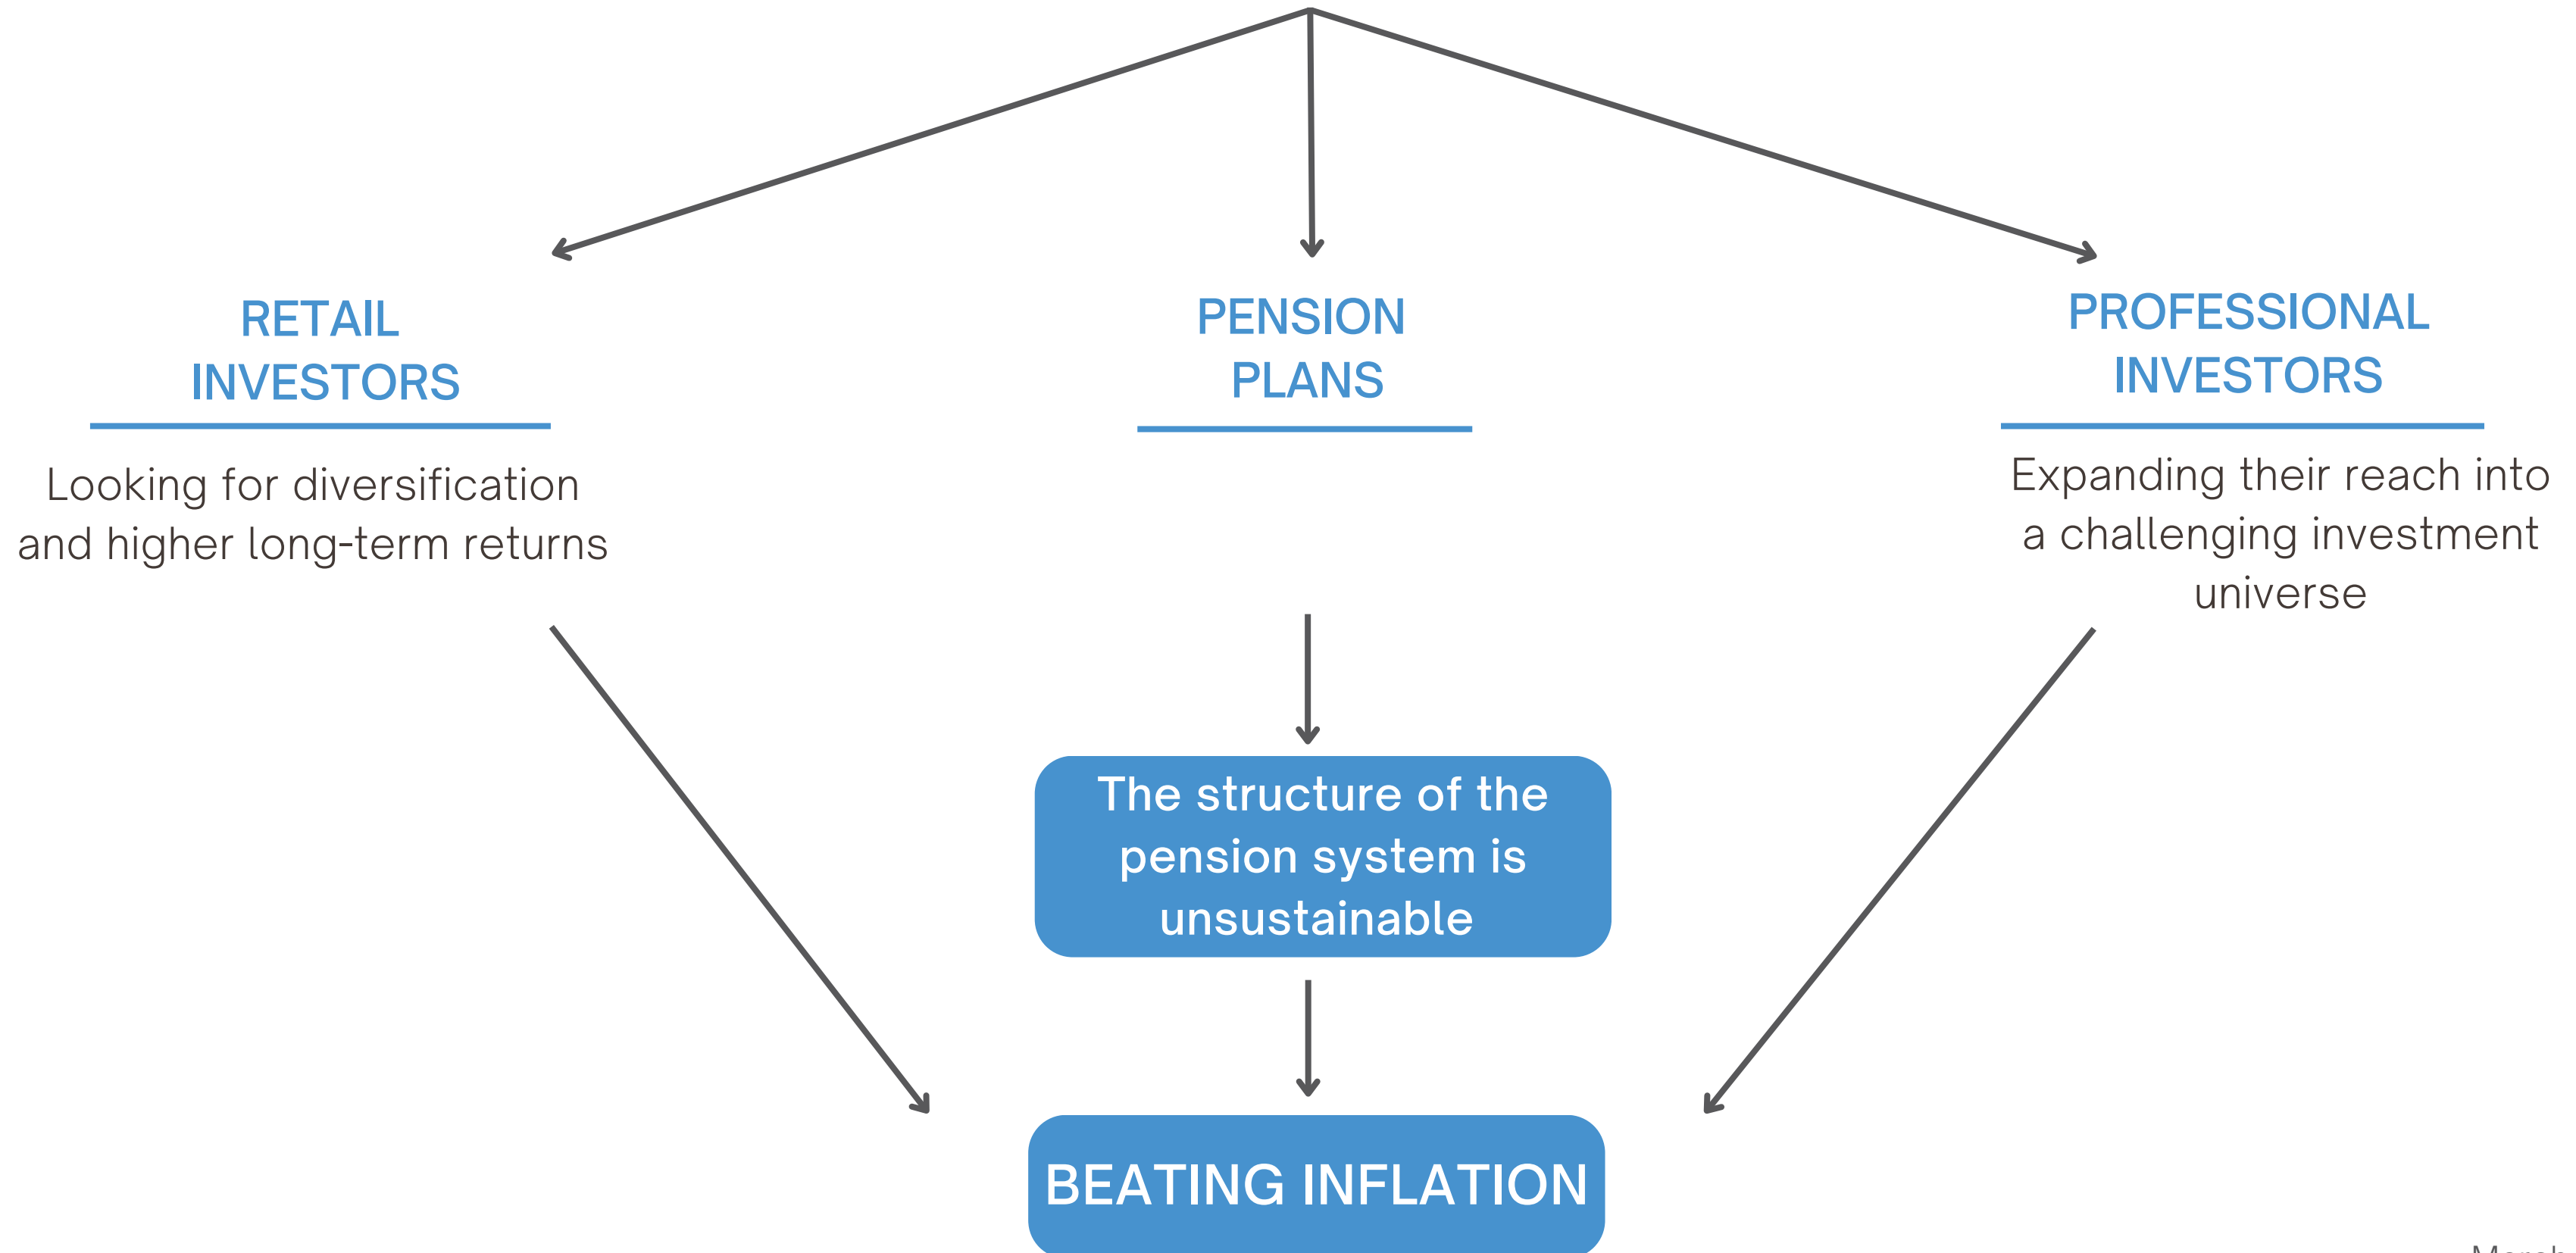 RETAIL
INVESTORS
Looking for diversification
and higher long-term returns
PENSION
PLANS
PROFESSIONAL
INVESTORS
Expanding their reach into
a challenging investment
universe
The structure of the
pension system is
unsustainable
BEATING INFLATION